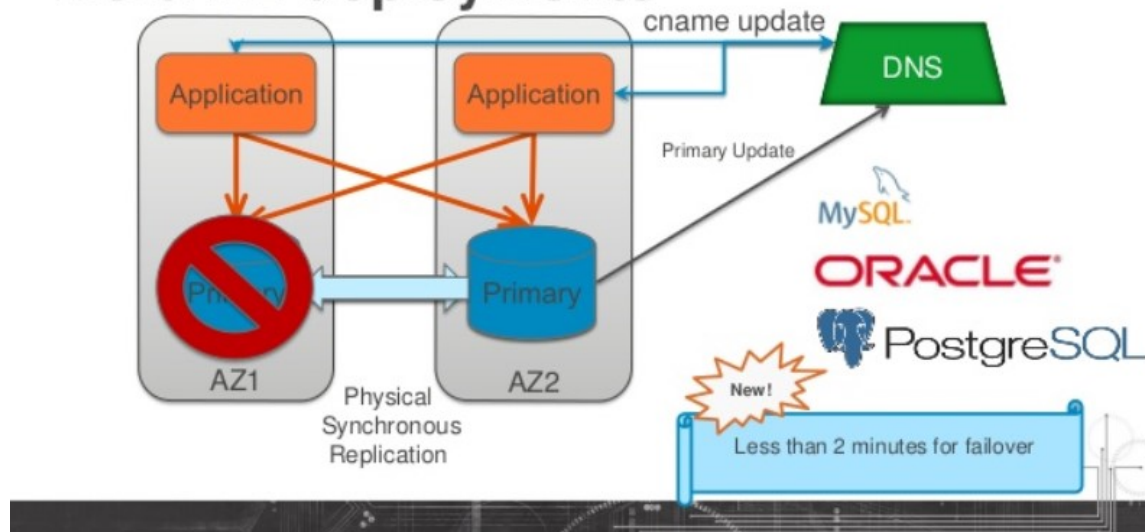 cname update
DNS
Application
Application
Primary Update
MySQL.
ORACLE
PostgreSQL
Primary
Primary
AZ1
AZ2
Physical
Synchronous
Replication
New!
Less than 2 minutes for failover